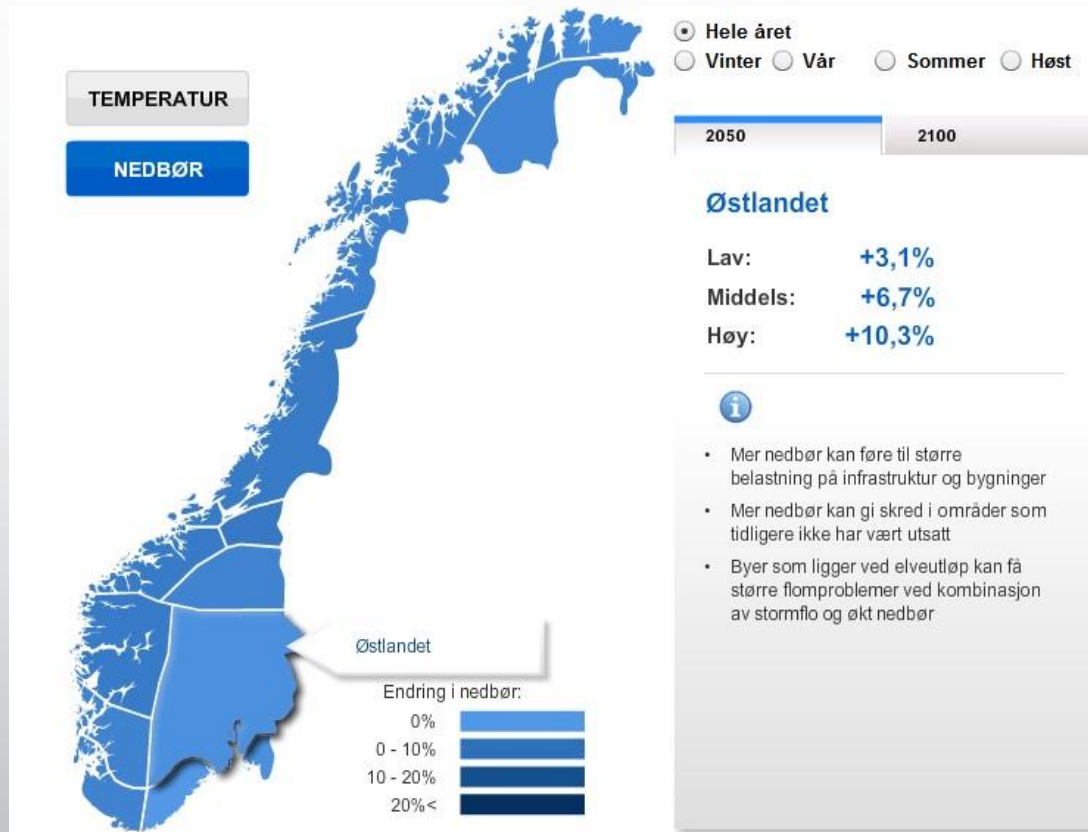 Hele året
Vinter Vår Sommer Høst
TEMPERATUR
NEDBØR
2050 2100
Østlandet
Lav: +3,1%
Middels: +6,7%
Høy: +10,3%
i
• Mer nedbør kan føre til større
belastning på infrastruktur og bygninger
• Mer nedbør kan gi skred i områder som
tidligere ikke har vært utsatt
• Byer som ligger ved elveutløp kan få
større flomproblemer ved kombinasjon
av stormflo og økt nedbør
Østlandet
Endring i nedbør:
0%
0 - 10%
10 - 20%
20%<